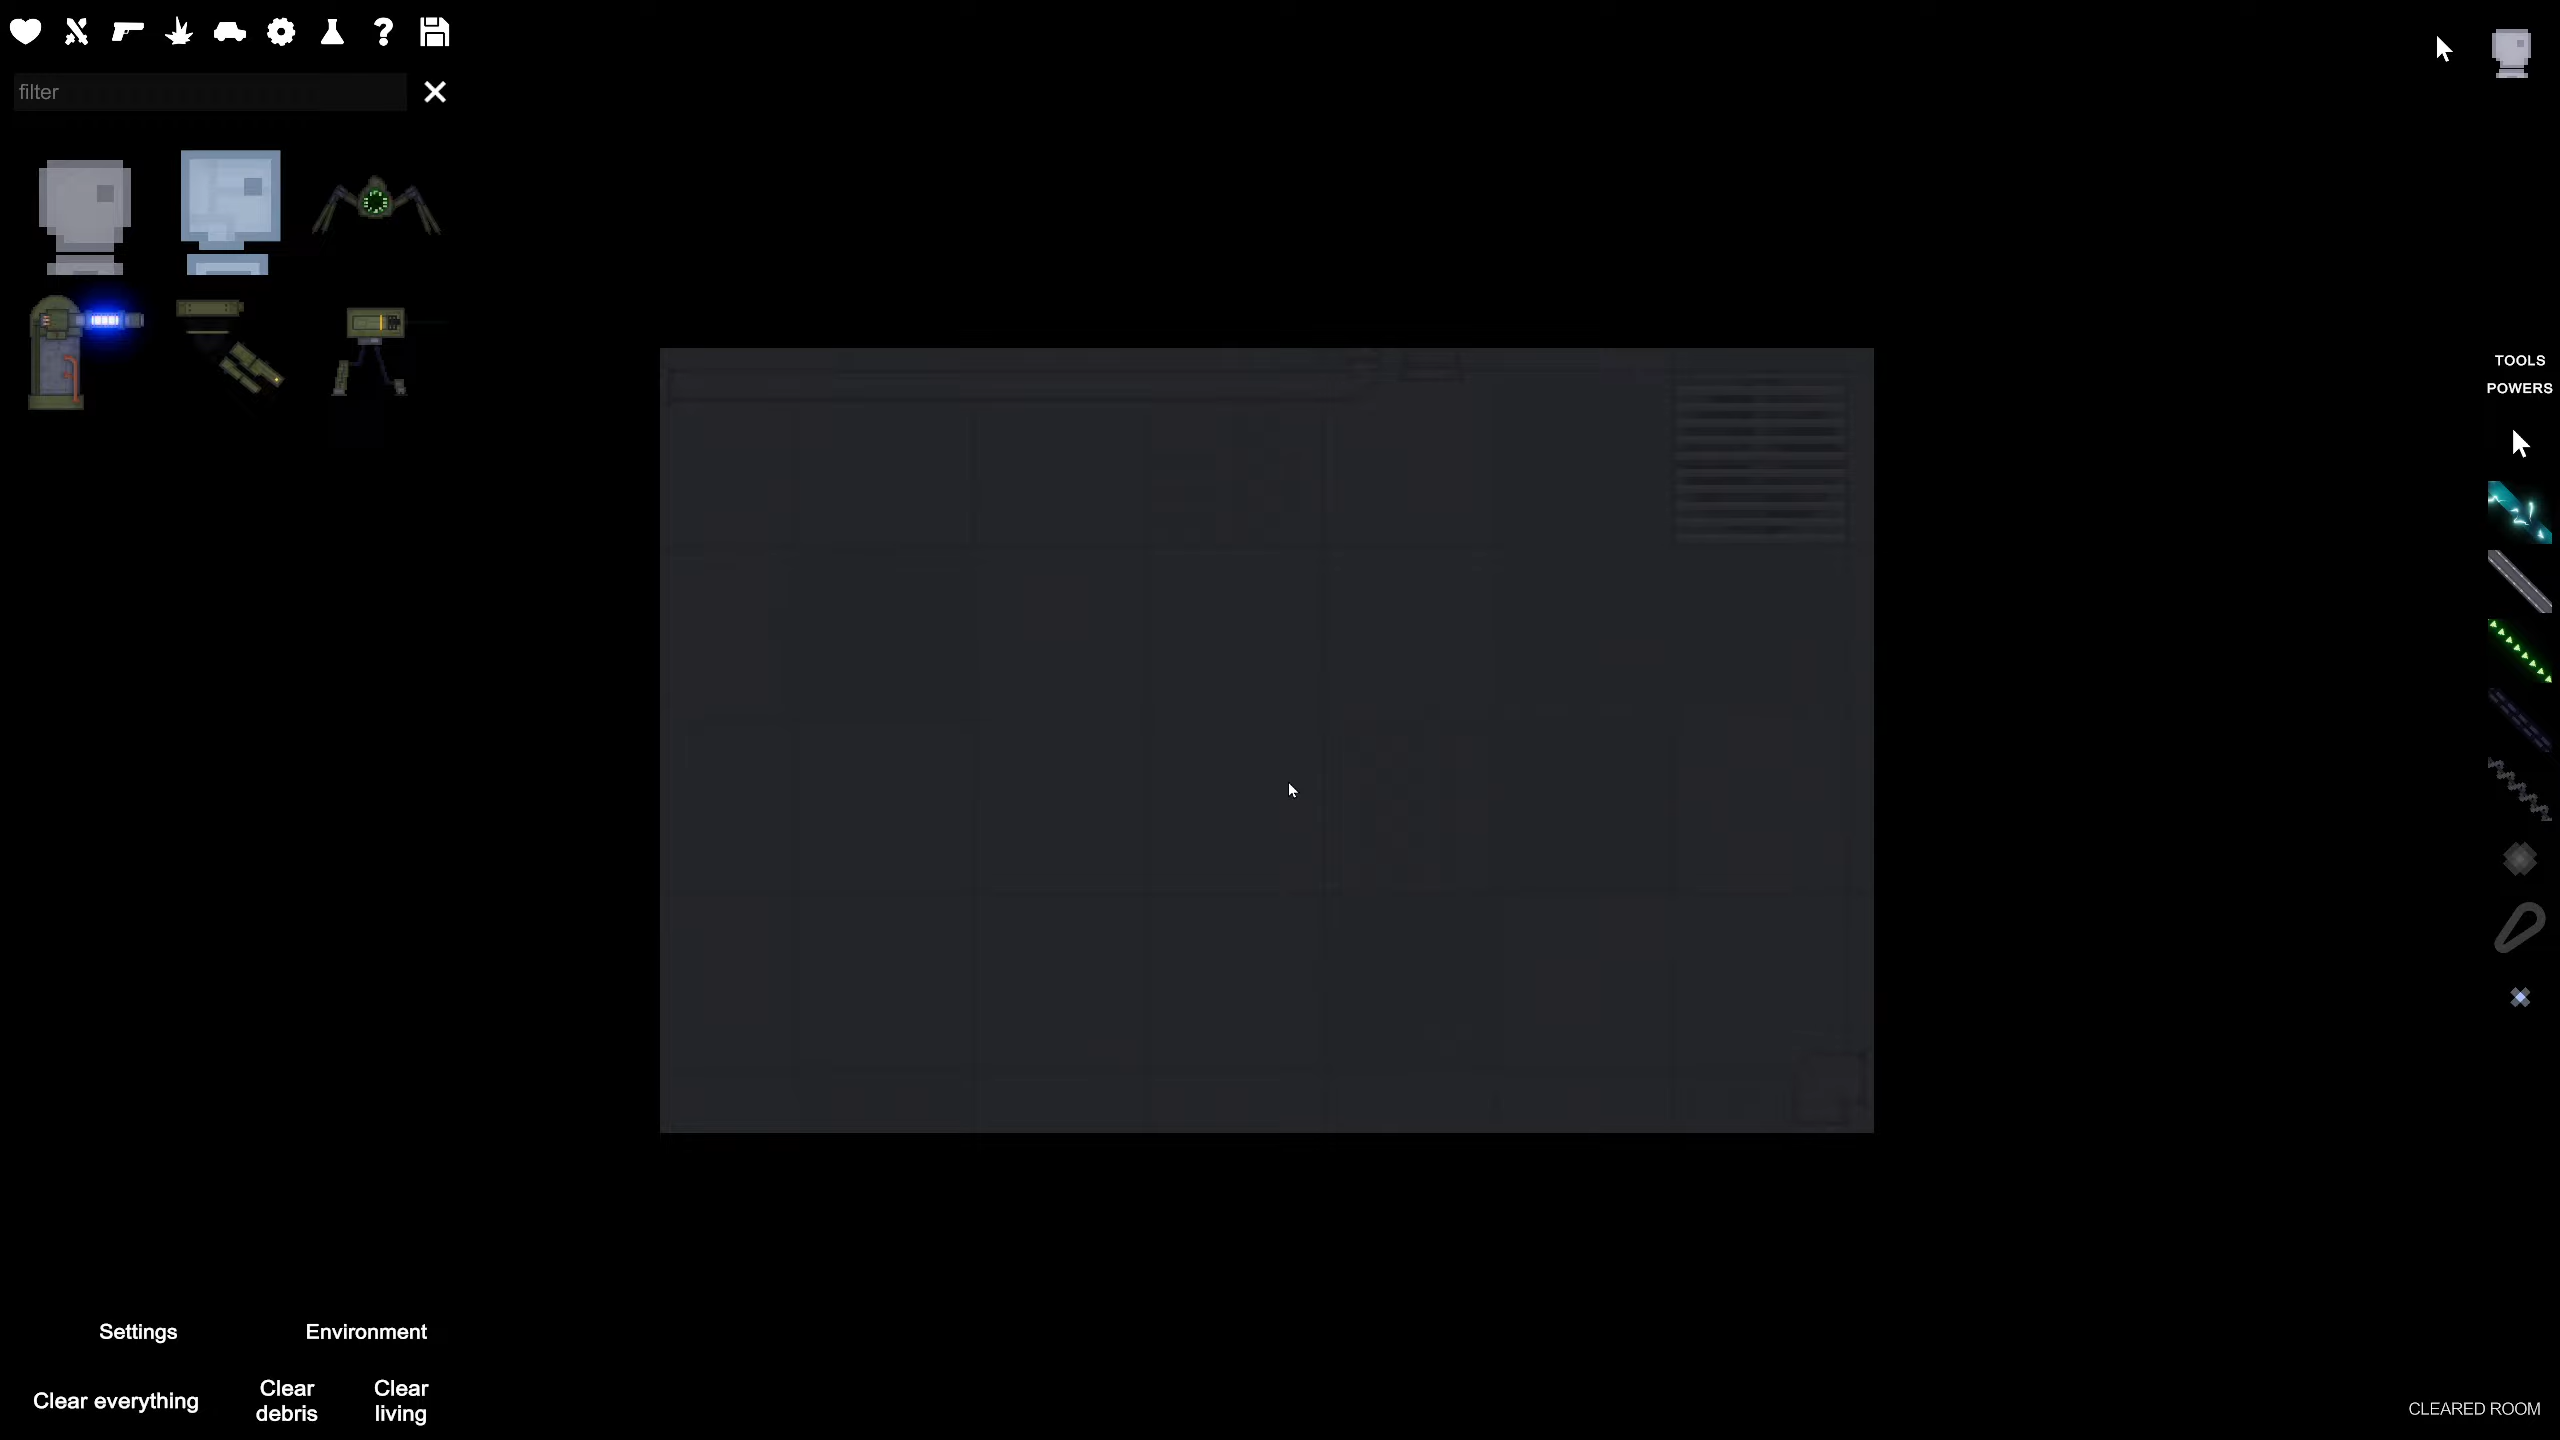 filter
TOOLS
POWERS
Settings
Environment
Clear everything
Clear
debris
Clear
living
CLEARED ROOM